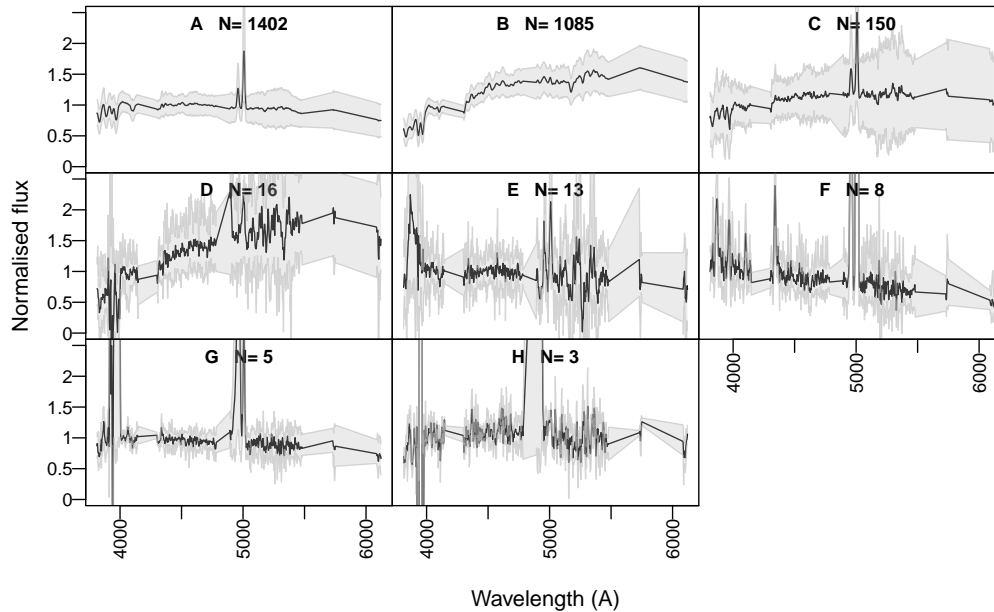 A N= 1402
B N= 1085
C N= 150
2
1.5
1
0.5
0
D N= 16
E N= 13
F N= 8
2
1.5
1
0.5
0
Normalised flux
G N= 5
H N= 3
4000
5000
6000
2
1.5
1
0.5
0
4000
5000
6000
4000
5000
6000
Wavelength (A)